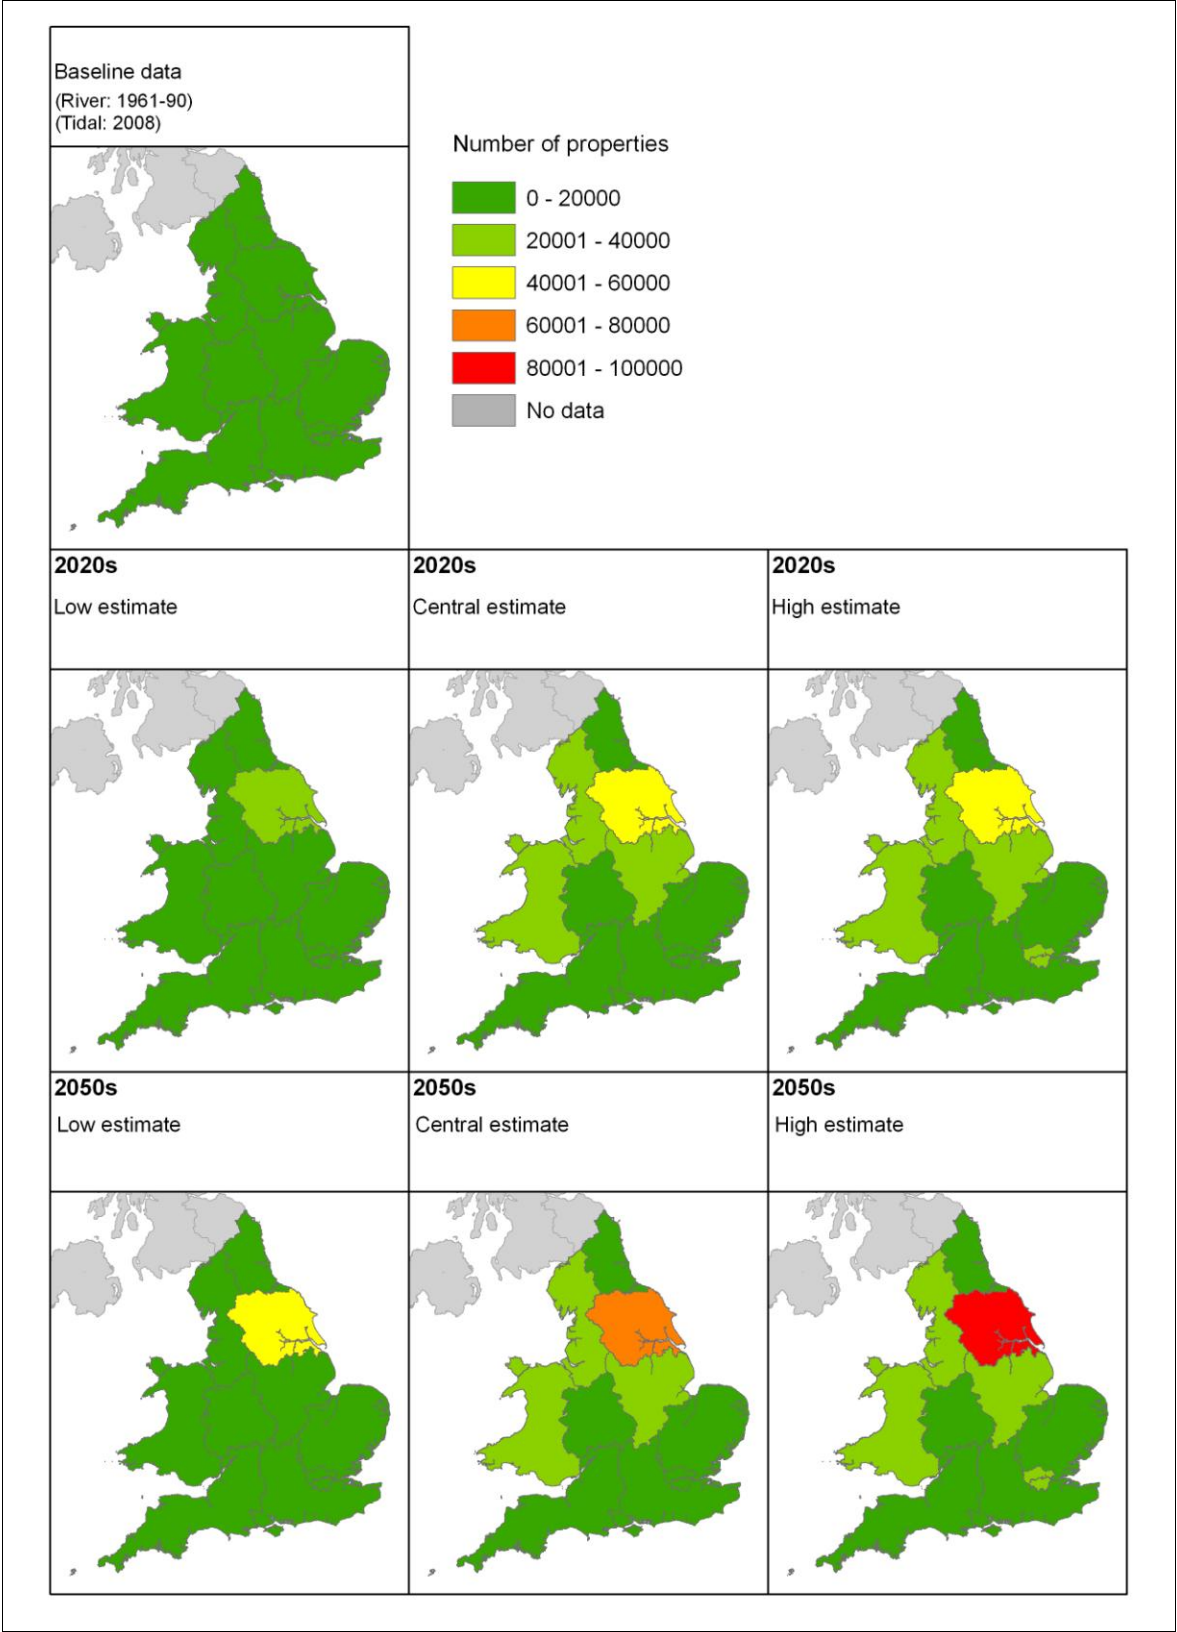 Baseline data
(River: 1961-90)
(Tidal: 2008)
Number of properties
0 - 20000
20001 - 40000
40001 - 60000
60001 - 80000
80001 - 100000
No data
2020s
Low estimate
2020s
Central estimate
2020s
High estimate
2050s
Low estimate
2050s
Central estimate
2050s
High estimate